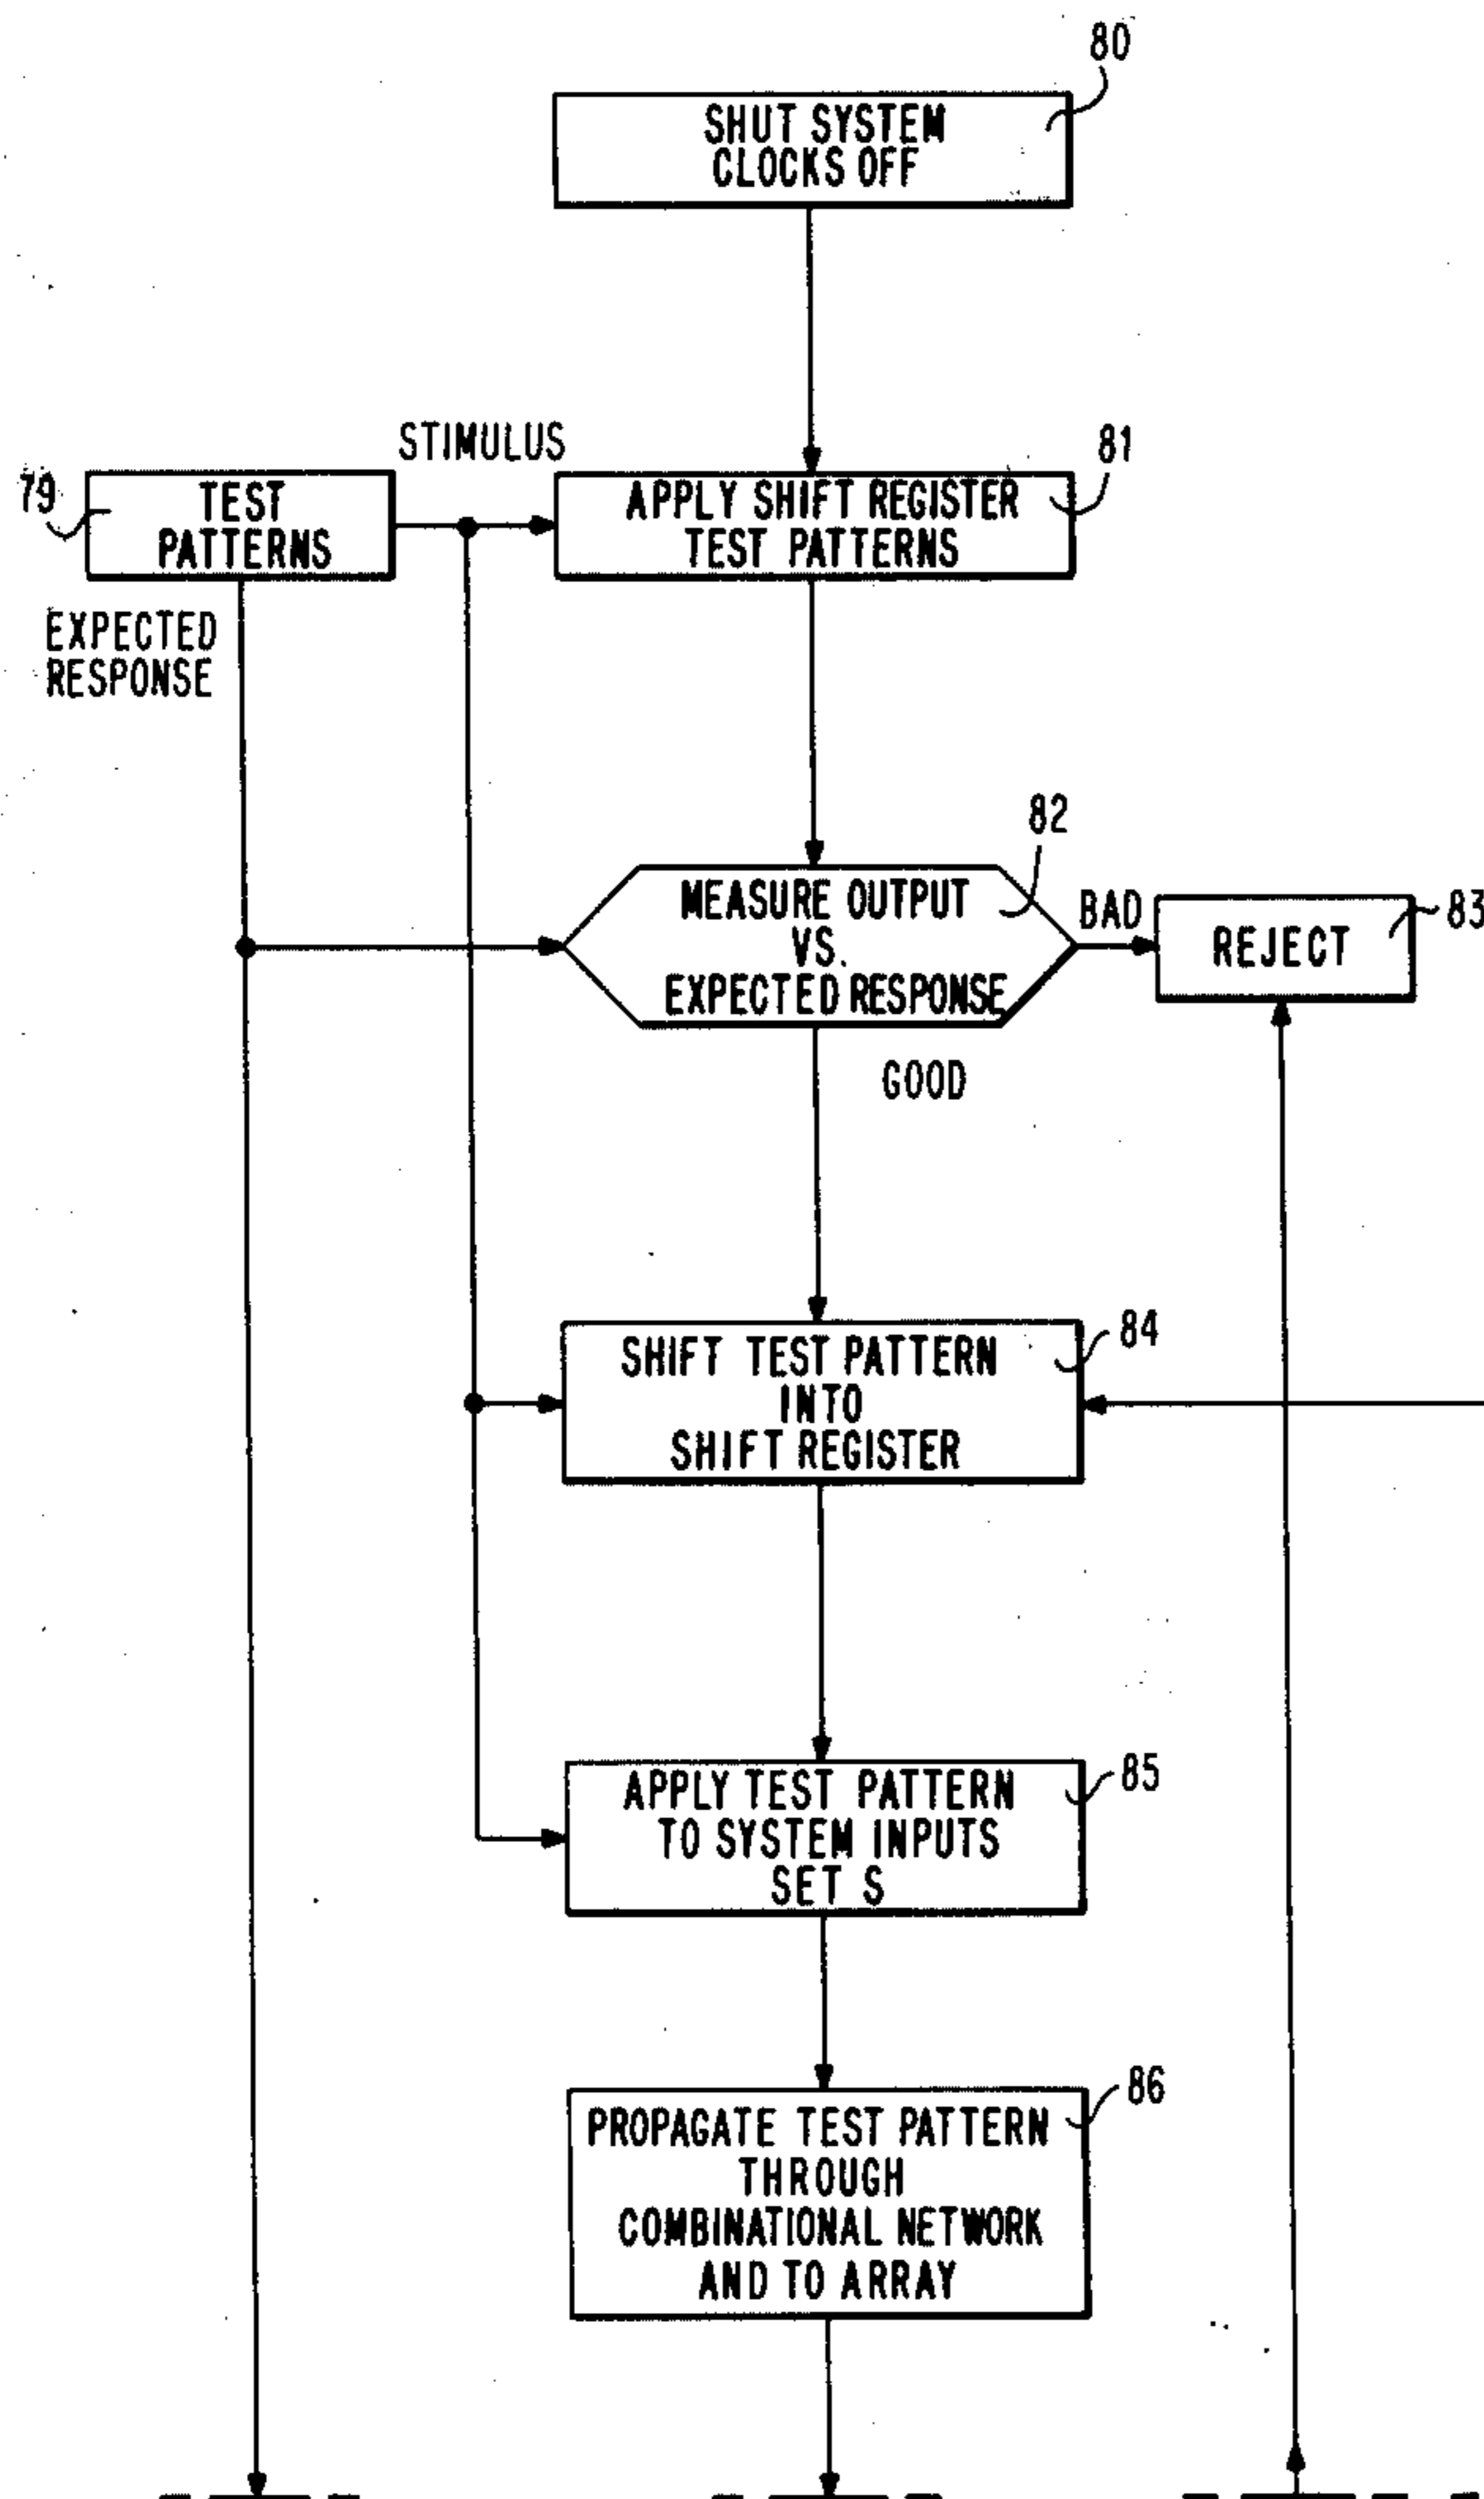 80
SHUT SYSTEM
CLOCKS OFF
STIMULUS
81
79
TEST
PATTERNS
APPLY SHIFT REGISTER
TEST PATTERNS
EXPECTED
RESPONSE
82
MEASURE OUTPUT
VS.
EXPECTED RESPONSE
BAD
REJECT
83
GOOD
84
SHIFT TEST PATTERN
INTO
SHIFT REGISTER
85
APPLY TEST PATTERN
TO SYSTEM INPUTS
SET S
86
PROPAGATE TEST PATTERN
THROUGH
COMBINATIONAL NETWORK
AND TO ARRAY